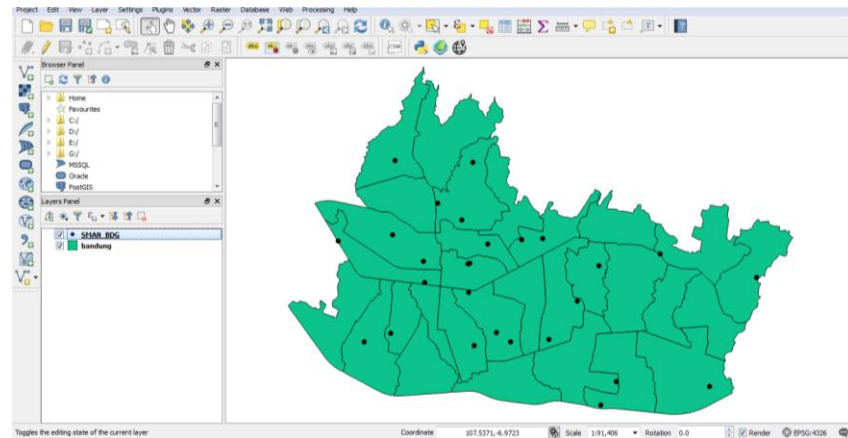 Project Edit View Layer Settings Plugins Vector Raster Database Web Processing Help
CSW
Browser Panel
Home
Favourites
C:/
D:/
E:/
G:/
MSSQL
Oracle
PostGIS
Layers Panel
SMAN_BDG
bandung
Toggles the editing state of the current layer Coordinate 107.5371,-6.9723 Scale 1:91,406 Rotation 0.0 Render EPSG:4326